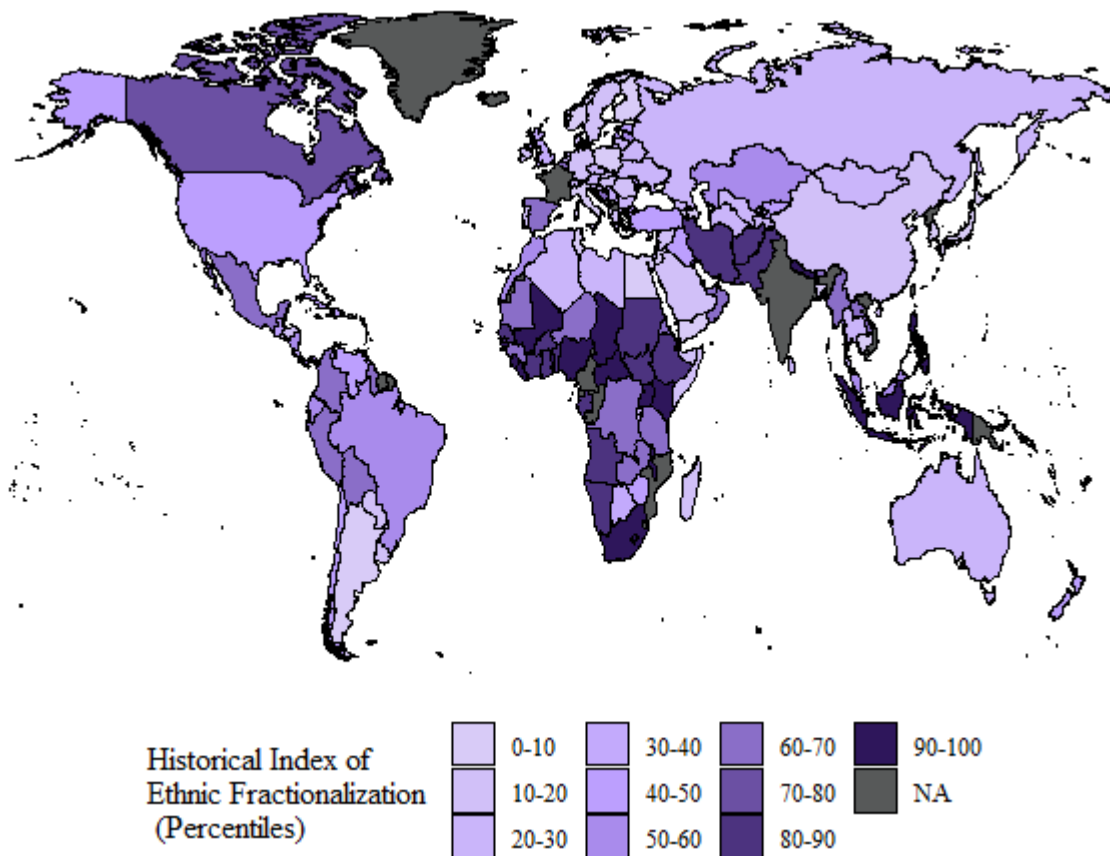 Historical Index of
Ethnic Fractionalization
(Percentiles)
0-10
10-20
20-30
30-40
40-50
50-60
60-70
70-80
80-90
90-100
NA